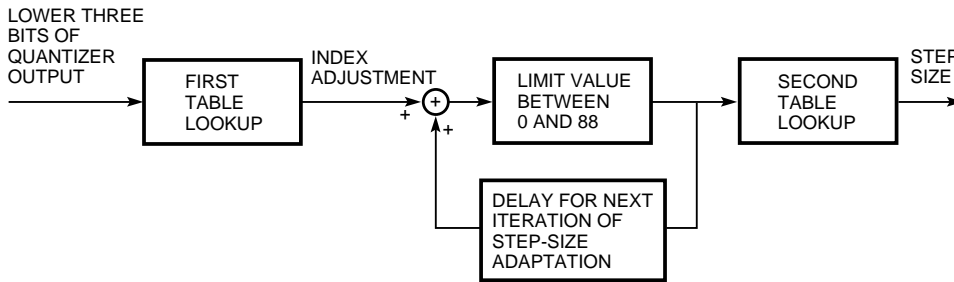 LOWER THREE
BITS OF
QUANTIZER
OUTPUT
FIRST
TABLE
LOOKUP
INDEX
ADJUSTMENT
+
+
+
LIMIT VALUE
BETWEEN
0 AND 88
DELAY FOR NEXT
ITERATION OF
STEP-SIZE
ADAPTATION
SECOND
TABLE
LOOKUP
STEP
SIZE